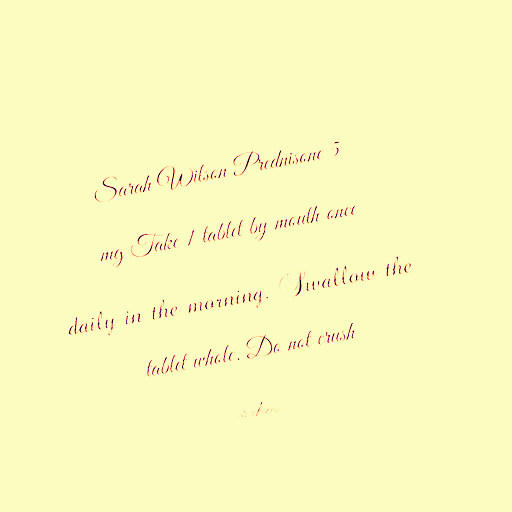 Sarah Wilson Prednisone 5
mg Take 1 tablet by mouth once
daily in the morning. Swallow the
tablet whole. Do not crush